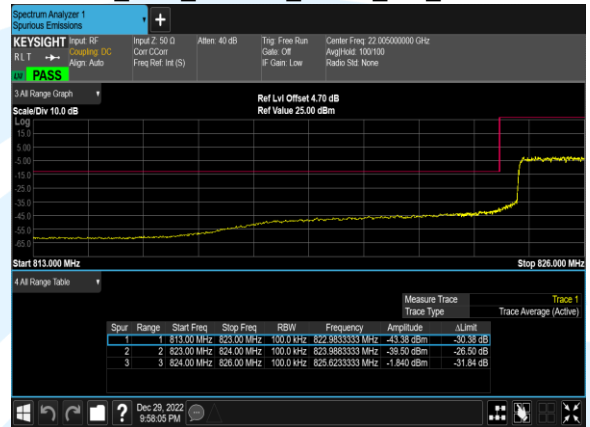 Spectrum Analyzer 1
Spurious Emissions
+
KEYSIGHT Input: RF Input Z: 50 Ω Atten: 40 dB Trig: Free Run Center Freq: 22.005000000 GHz
RLT Coupling: DC Corr CCorr Gate: Off Avg|Hold: 100/100
Align: Auto Freq Ref: Int (S) IF Gain: Low Radio Std: None
PASS
3 All Range Graph
Ref Lvl Offset 4.70 dB
Scale/Div 10.0 dB Ref Value 25.00 dBm
Log
15.0
5.00
-5.00
-15.0
-25.0
-35.0
-45.0
-55.0
-65.0
Start 813.000 MHz Stop 826.000 MHz
4 All Range Table
Measure Trace Trace 1
Trace Type Trace Average (Active)
Spur Range Start Freq Stop Freq RBW Frequency Amplitude ΔLimit
1 1 813.00 MHz 823.00 MHz 100.0 kHz 822.9833333 MHz -43.38 dBm -30.38 dB
2 2 823.00 MHz 824.00 MHz 100.0 kHz 823.9883333 MHz -39.50 dBm -26.50 dB
3 3 824.00 MHz 826.00 MHz 100.0 kHz 825.6233333 MHz -1.840 dBm -31.84 dB
? Dec 29, 2022
9:58:05 PM